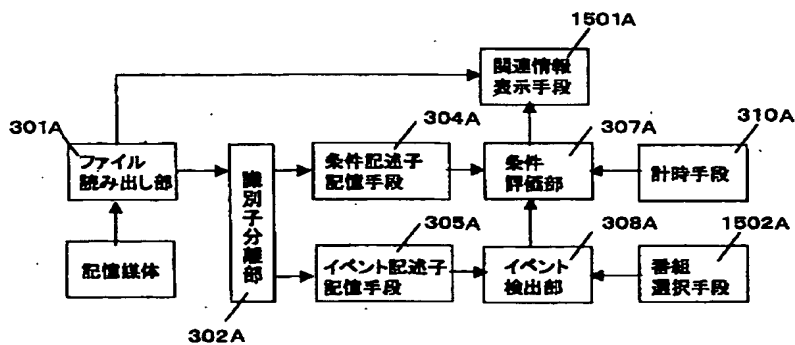 1501A
関連情報
表示手段
301A
304A
307A
310A
ファイル
読み出し部
条件記述子
記憶手段
条件
評価部
計時手段
識別子分離部
305A
308A
1502A
記憶媒体
イベント記述子
記憶手段
イベント
検出部
番組
選択手段
302A